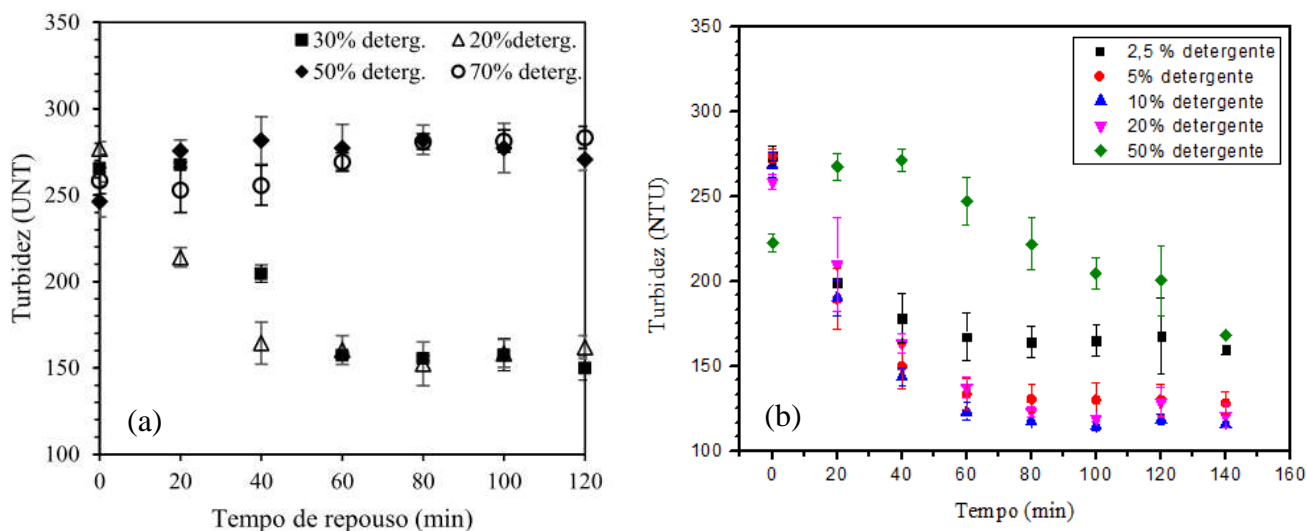 350
300
250
200
150
100
Turbidez (UNT)
30% deterg.
20%deterg.
50% deterg.
70% deterg.
(a)
0 20 40 60 80 100 120
Tempo de repouso (min)
350
300
250
200
150
100
Turbidez (NTU)
2,5 % detergente
5% detergente
10% detergente
20% detergente
50% detergente
(b)
0 20 40 60 80 100 120 140 160
Tempo (min)